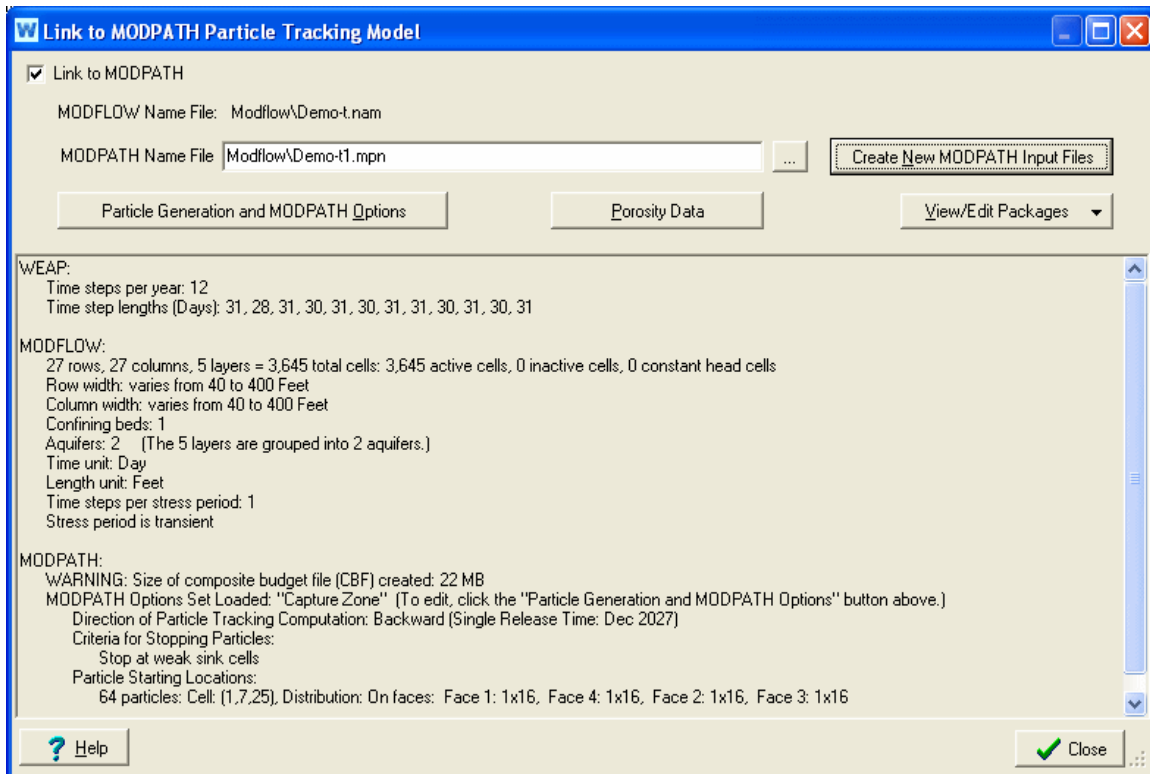 Link to MODPATH Particle Tracking Model
Link to MODPATH
MODFLOW Name File: Modflow\Demo-t.nam
MODPATH Name File Modflow\Demo-t1.mpn ... Create New MODPATH Input Files
Particle Generation and MODPATH Options Porosity Data View/Edit Packages
WEAP:
Time steps per year: 12
Time step lengths (Days): 31, 28, 31, 30, 31, 30, 31, 31, 30, 31, 30, 31
MODFLOW:
27 rows, 27 columns, 5 layers = 3,645 total cells: 3,645 active cells, 0 inactive cells, 0 constant head cells
Row width: varies from 40 to 400 Feet
Column width: varies from 40 to 400 Feet
Confining beds: 1
Aquifers: 2 (The 5 layers are grouped into 2 aquifers.)
Time unit: Day
Length unit: Feet
Time steps per stress period: 1
Stress period is transient
MODPATH:
WARNING: Size of composite budget file (CBF) created: 22 MB
MODPATH Options Set Loaded: "Capture Zone" (To edit, click the "Particle Generation and MODPATH Options" button above.)
Direction of Particle Tracking Computation: Backward (Single Release Time: Dec 2027)
Criteria for Stopping Particles:
Stop at weak sink cells
Particle Starting Locations:
64 particles: Cell: (1,7,25), Distribution: On faces: Face 1: 1x16, Face 4: 1x16, Face 2: 1x16, Face 3: 1x16
? Help Close